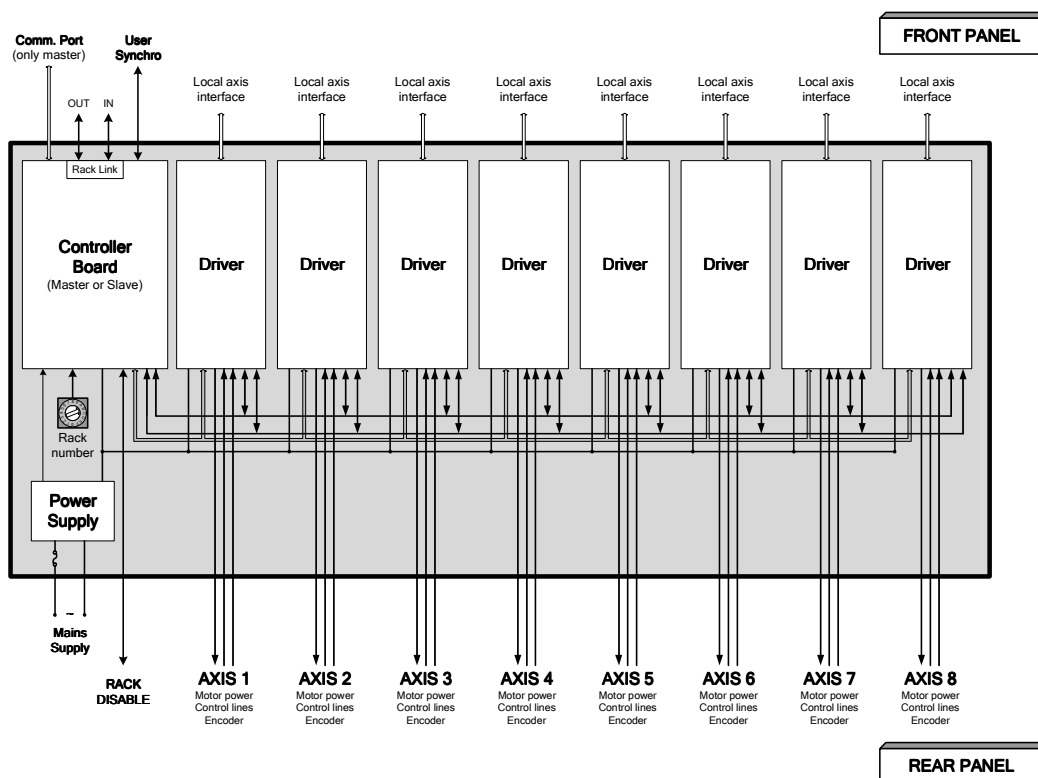 FRONT PANEL
Comm. Port
(only master)
User
Synchro
OUT
IN
Local axis
interface
Local axis
interface
Local axis
interface
Local axis
interface
Local axis
interface
Local axis
interface
Local axis
interface
Local axis
interface
Rack Link
Controller
Board
(Master or Slave)
Driver
Driver
Driver
Driver
Driver
Driver
Driver
Driver
Rack
number
Power
Supply
~
Mains
Supply
RACK
DISABLE
AXIS 1
Motor power
Control lines
Encoder
AXIS 2
Motor power
Control lines
Encoder
AXIS 3
Motor power
Control lines
Encoder
AXIS 4
Motor power
Control lines
Encoder
AXIS 5
Motor power
Control lines
Encoder
AXIS 6
Motor power
Control lines
Encoder
AXIS 7
Motor power
Control lines
Encoder
AXIS 8
Motor power
Control lines
Encoder
REAR PANEL